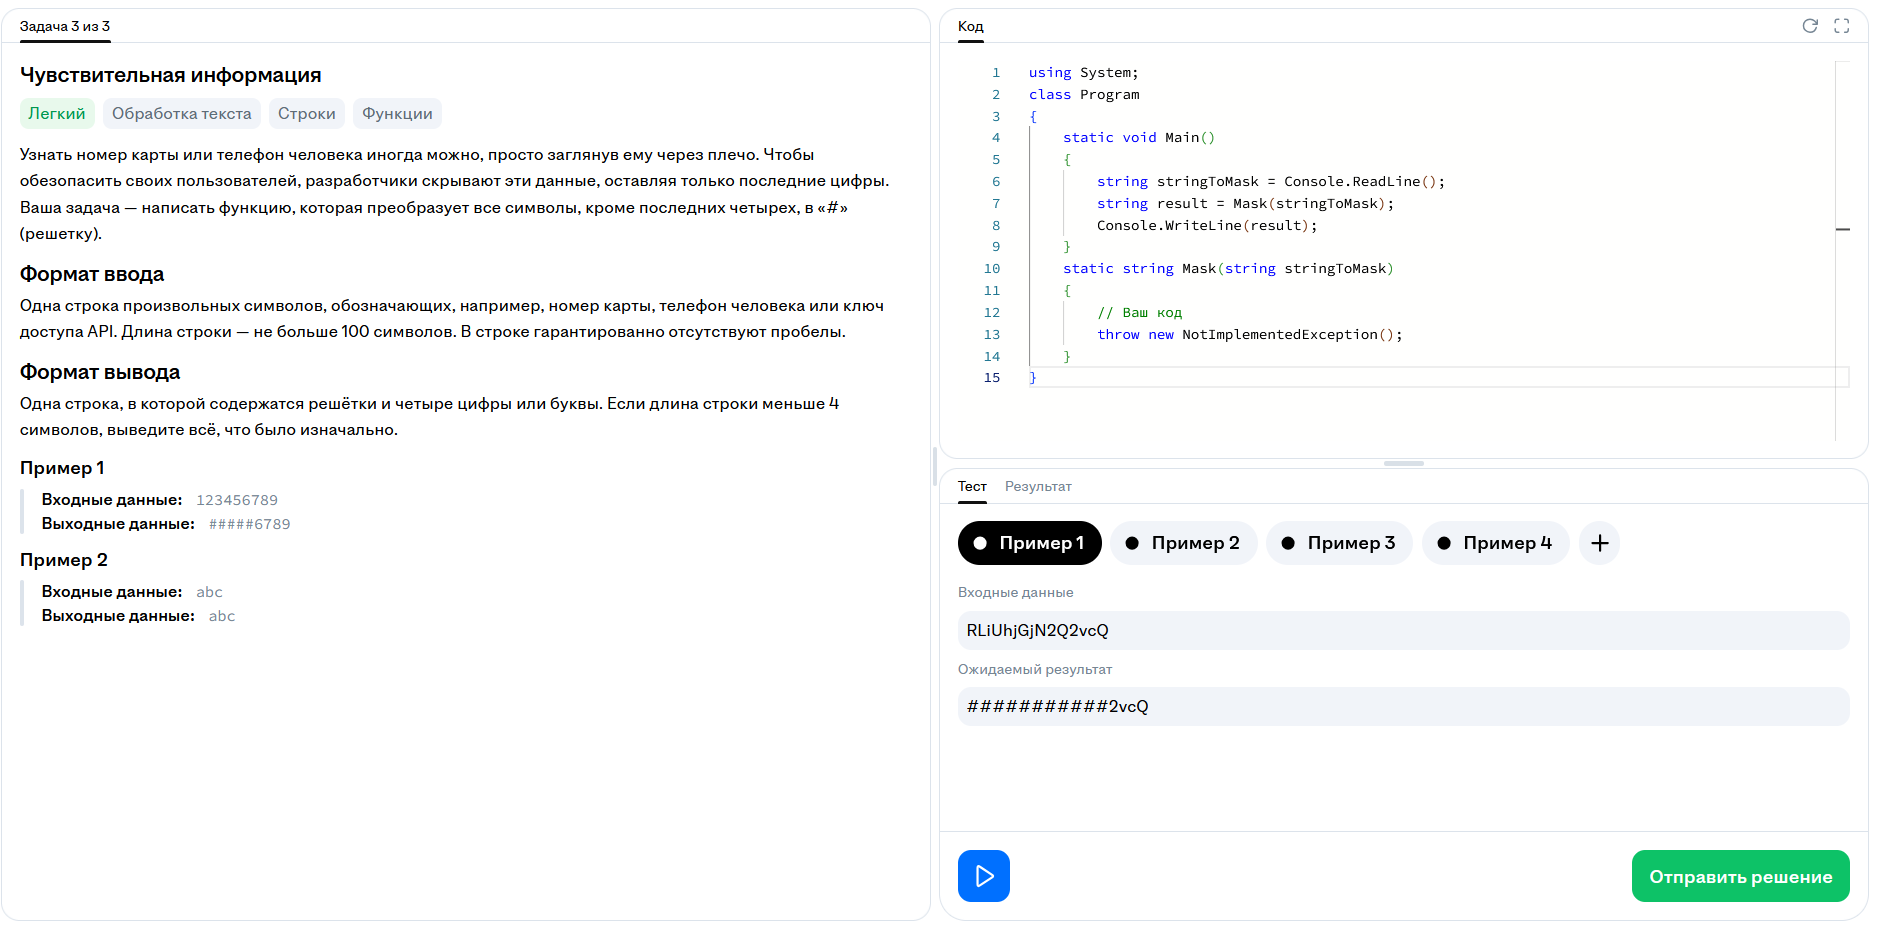 Задача 3 из 3
Чувствительная информация
Легкий Обработка текста Строки Функции
Узнать номер карты или телефон человека иногда можно, просто заглянув ему через плечо. Чтобы
обезопасить своих пользователей, разработчики скрывают эти данные, оставляя только последние цифры.
Ваша задача — написать функцию, которая преобразует все символы, кроме последних четырех, в «#»
(решетку).
Формат ввода
Одна строка произвольных символов, обозначающих, например, номер карты, телефон человека или ключ
доступа API. Длина строки — не больше 100 символов. В строке гарантированно отсутствуют пробелы.
Формат вывода
Одна строка, в которой содержатся решётки и четыре цифры или буквы. Если длина строки меньше 4
символов, выведите всё, что было изначально.
Пример 1
Входные данные: 123456789
Выходные данные: #####6789
Пример 2
Входные данные: abc
Выходные данные: abc
Код
1 using System;
2 class Program
3 {
4 static void Main()
5 {
6 string stringToMask = Console.ReadLine();
7 string result = Mask(stringToMask);
8 Console.WriteLine(result);
9 }
10 static string Mask(string stringToMask)
11 {
12 // Ваш код
13 throw new NotImplementedException();
14 }
15 }
Тест Результат
Пример 1 Пример 2 Пример 3 Пример 4 +
Входные данные
RLiUhjGjN2Q2vcQ
Ожидаемый результат
###########2vcQ
Отправить решение